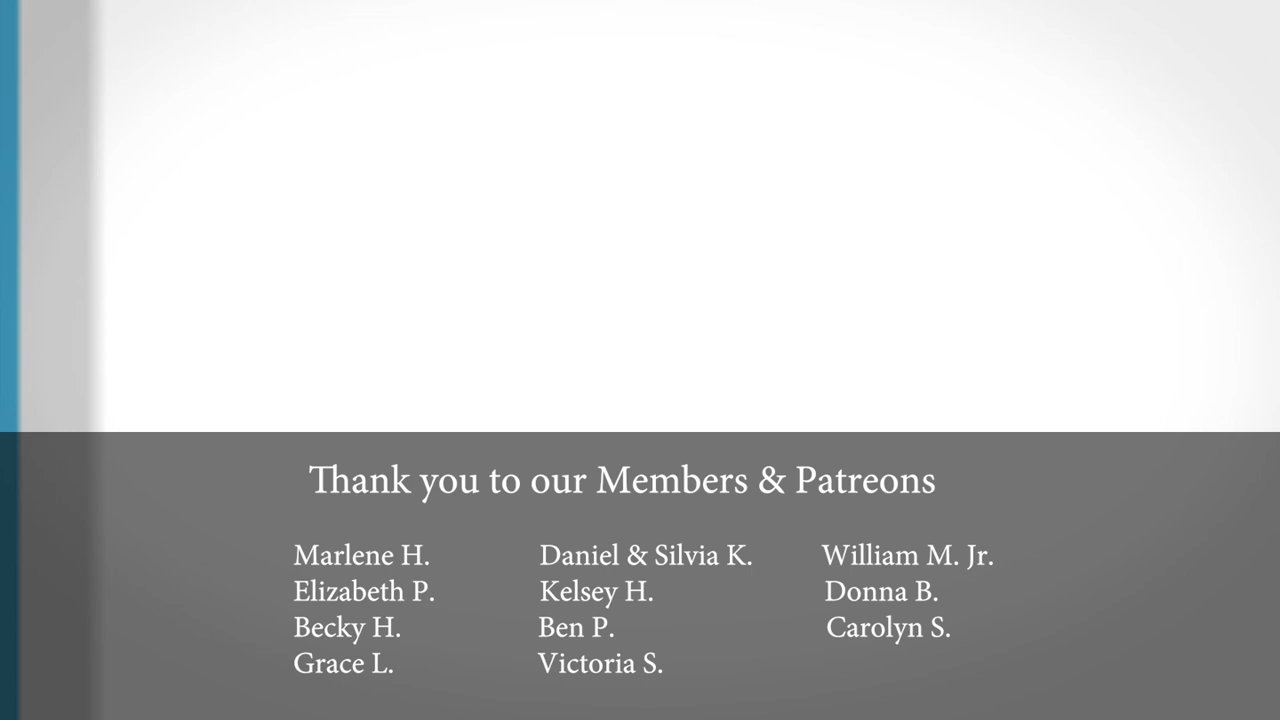 Thank you to our Members & Patreons
Marlene H.
Elizabeth P.
Becky H.
Grace L.
Daniel & Silvia K.
Kelsey H.
Ben P.
Victoria S.
William M. Jr.
Donna B.
Carolyn S.